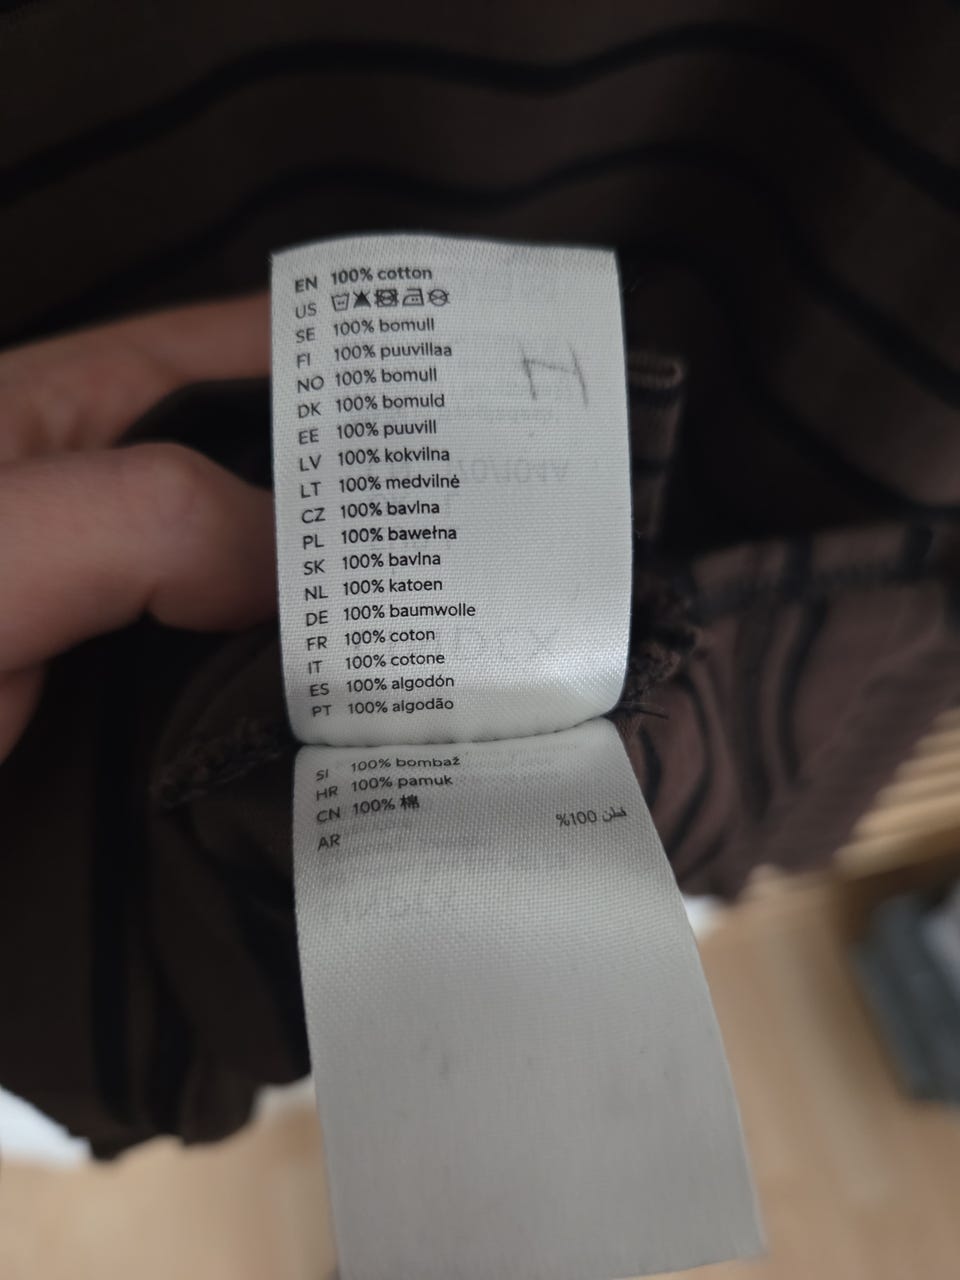 EN 100% cotton
US
SE 100% bomull
FI 100% puuvillaa
NO 100% bomull
DK 100% bomuld
EE 100% puuvill
LV 100% kokvilna
LT 100% medvilnė
CZ 100% bavlna
PL 100% bawełna
SK 100% bavlna
NL 100% katoen
DE 100% baumwolle
FR 100% coton
IT 100% cotone
ES 100% algodón
PT 100% algodão
H
SI 100% bombaž
HR 100% pamuk
CN 100% 棉
AR قطن 100%